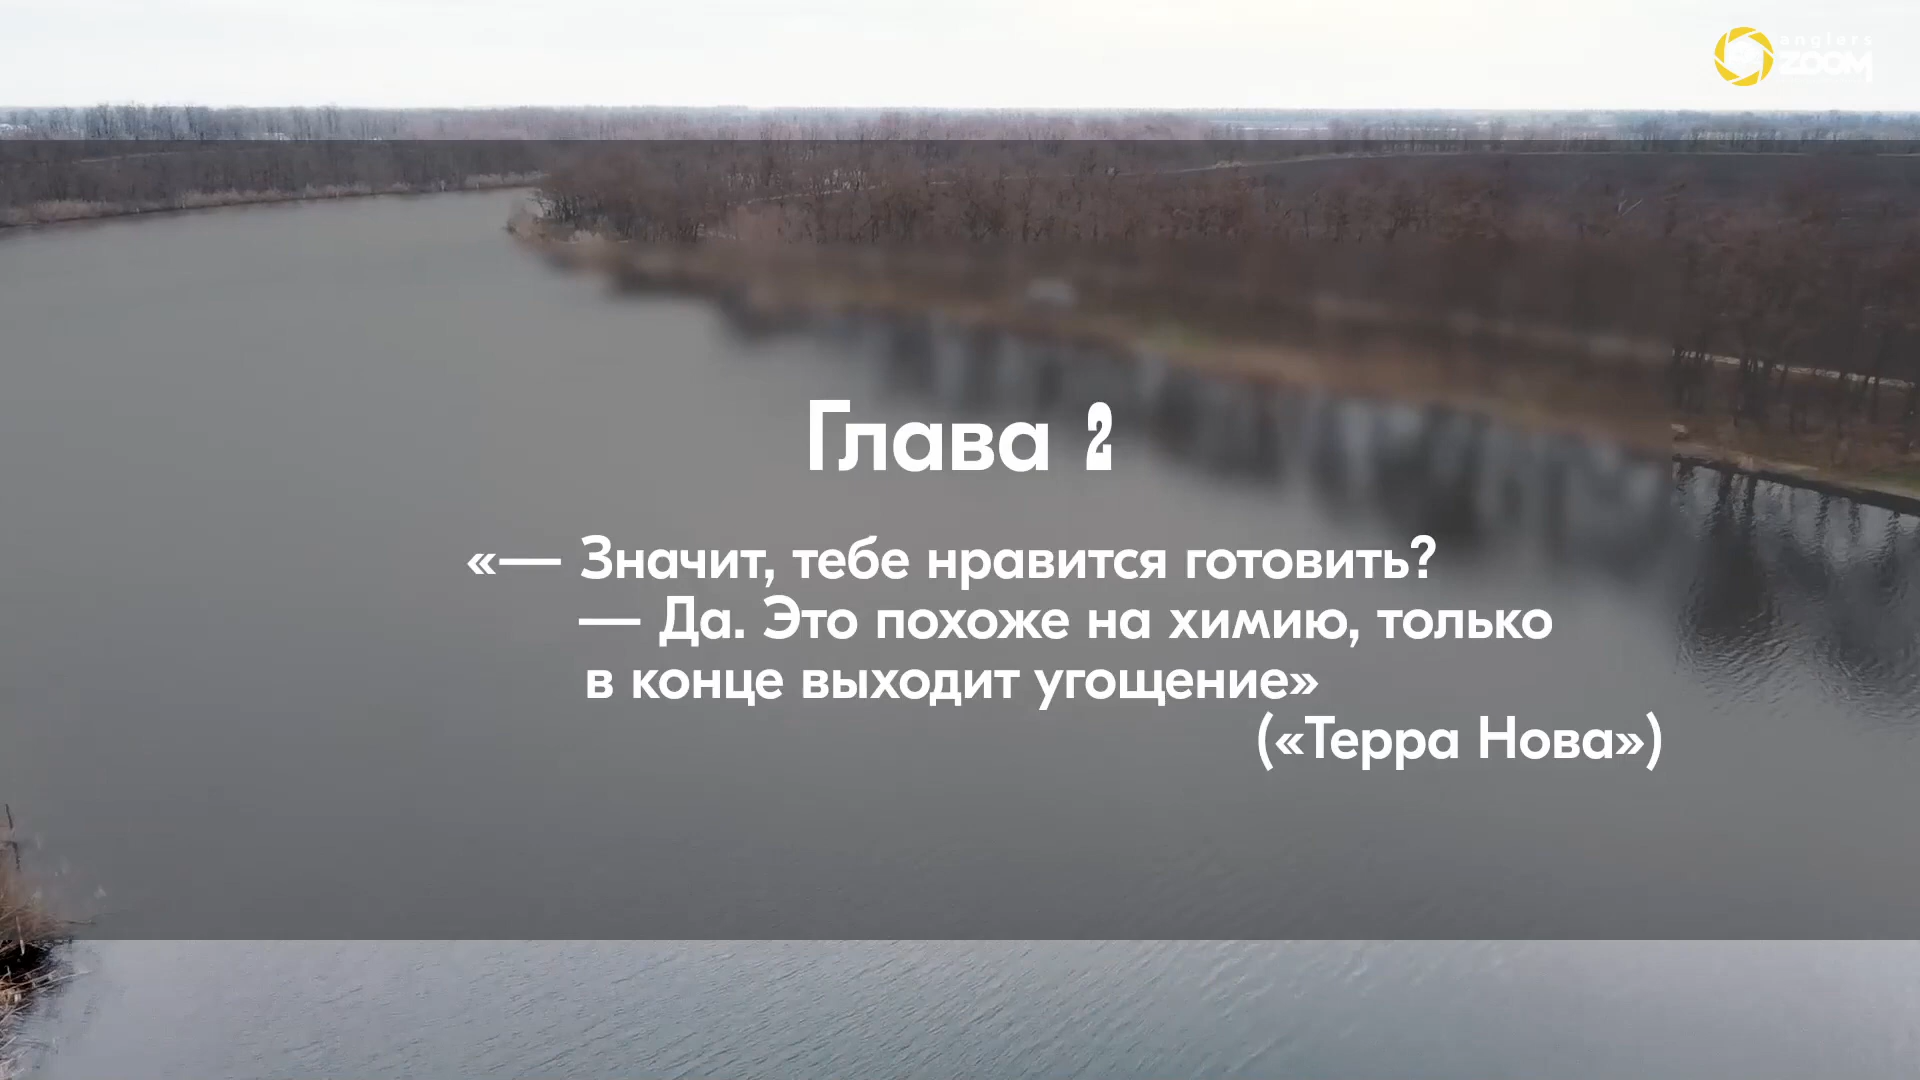 anglers
ZOOM
Глава 2
«— Значит, тебе нравится готовить?
— Да. Это похоже на химию, только
в конце выходит угощение»
(«Терра Нова»)